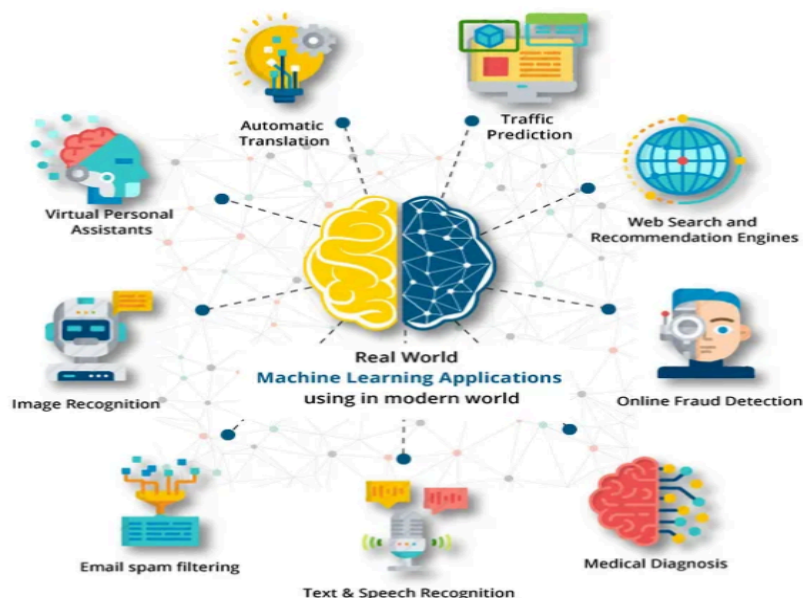 Automatic
Translation
Traffic
Prediction
Virtual Personal
Assistants
Web Search and
Recommendation Engines
Real World
Machine Learning Applications
using in modern world
Image Recognition
Online Fraud Detection
Email spam filtering
Text & Speech Recognition
Medical Diagnosis